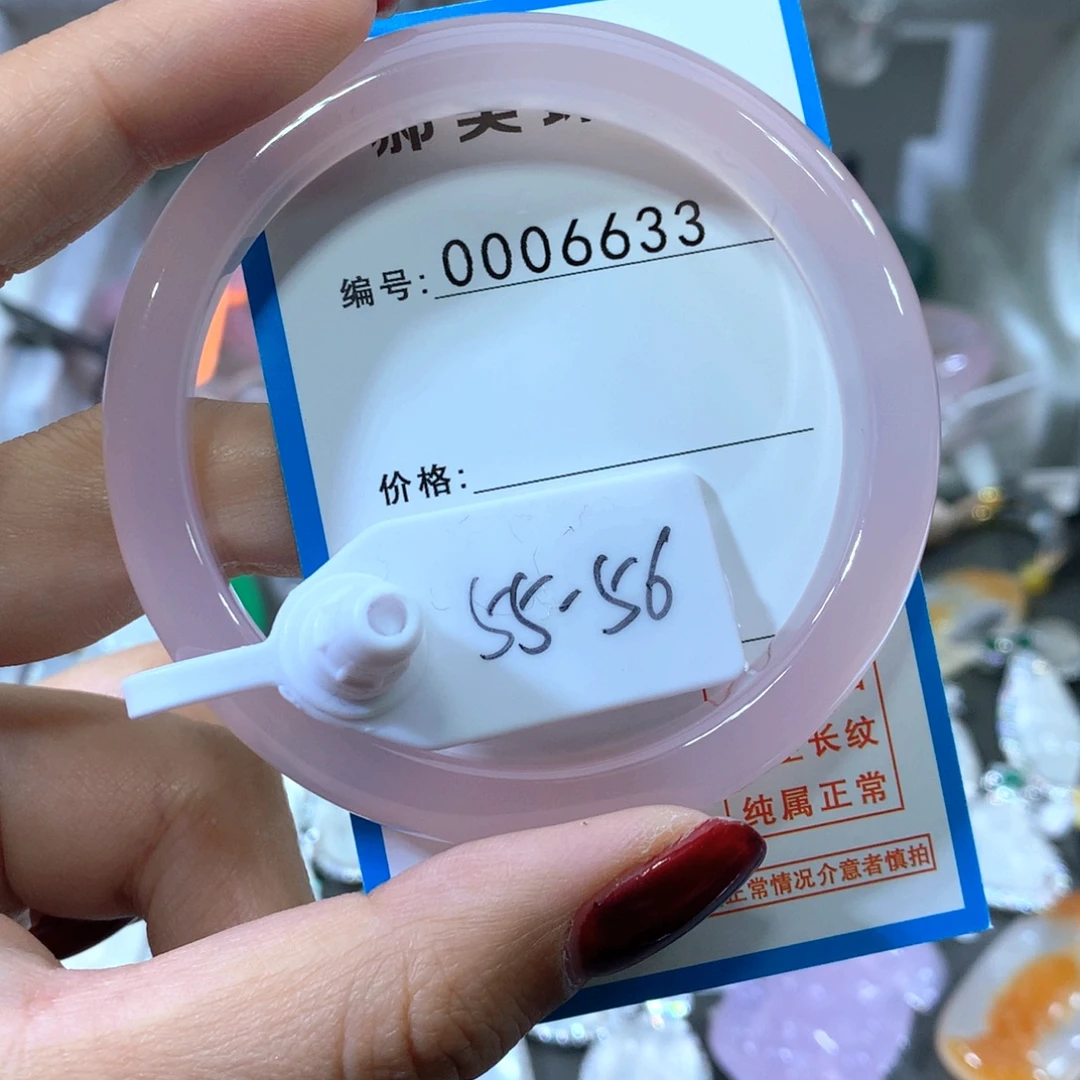 编号: 0006633
价格:
55-56
长纹
纯属正常
正常情况介意者慎拍